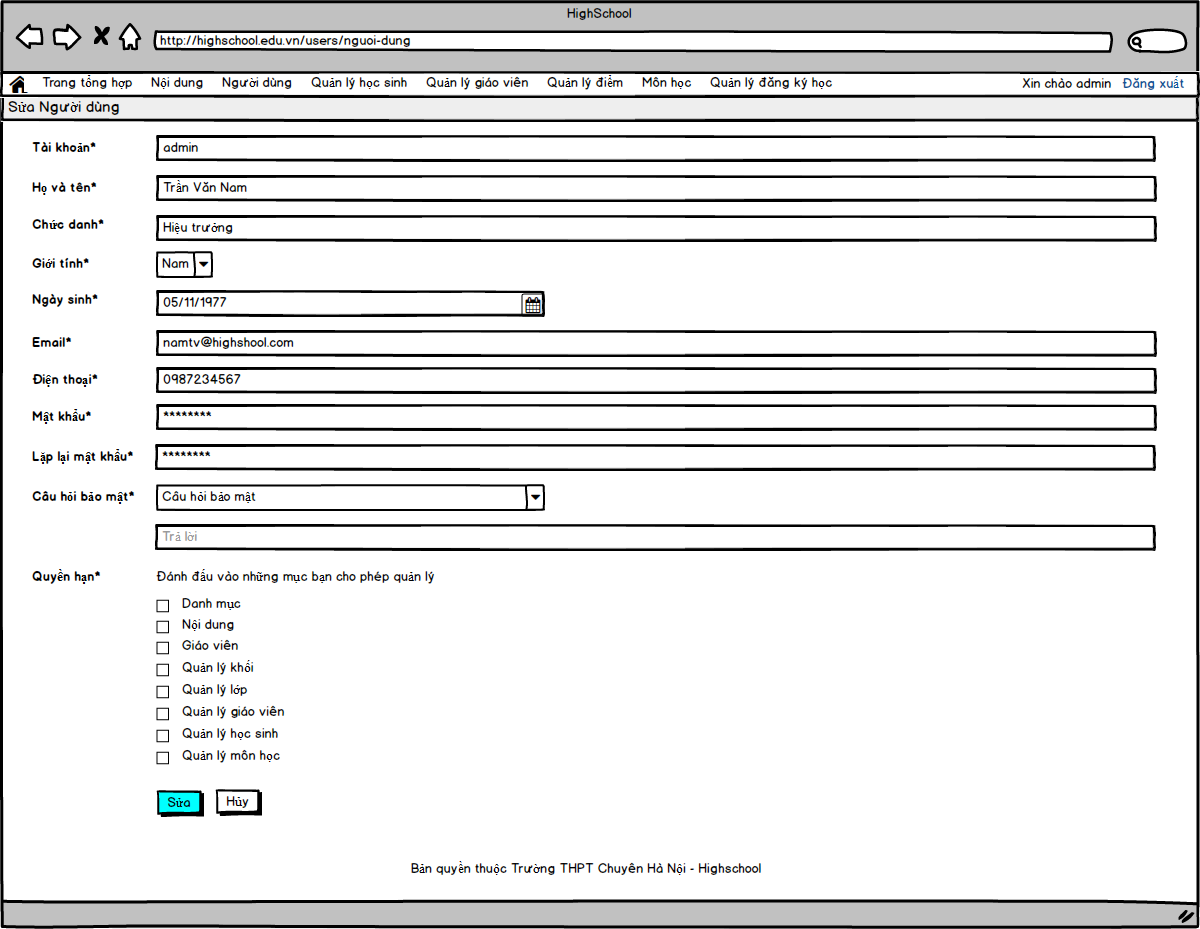 HighSchool
http://highschool.edu.vn/users/nguoi-dung
Trang tổng hợp Nội dung Người dùng Quản lý học sinh Quản lý giáo viên Quản lý điểm Môn học Quản lý đăng ký học Xin chào admin Đăng xuất
Sửa Người dùng
Tài khoản* admin
Họ và tên* Trần Văn Nam
Chức danh* Hiệu trưởng
Giới tính* Nam
Ngày sinh* 05/11/1977
Email* namtv@highshool.com
Điện thoại* 0987234567
Mật khẩu* ********
Lặp lại mật khẩu* ********
Câu hỏi bảo mật* Câu hỏi bảo mật
Trả lời
Quyền hạn* Đánh đấu vào những mục bạn cho phép quản lý
Danh mục
Nội dung
Giáo viên
Quản lý khối
Quản lý lớp
Quản lý giáo viên
Quản lý học sinh
Quản lý môn học
Sửa Hủy
Bản quyền thuộc Trường THPT Chuyên Hà Nội - Highschool